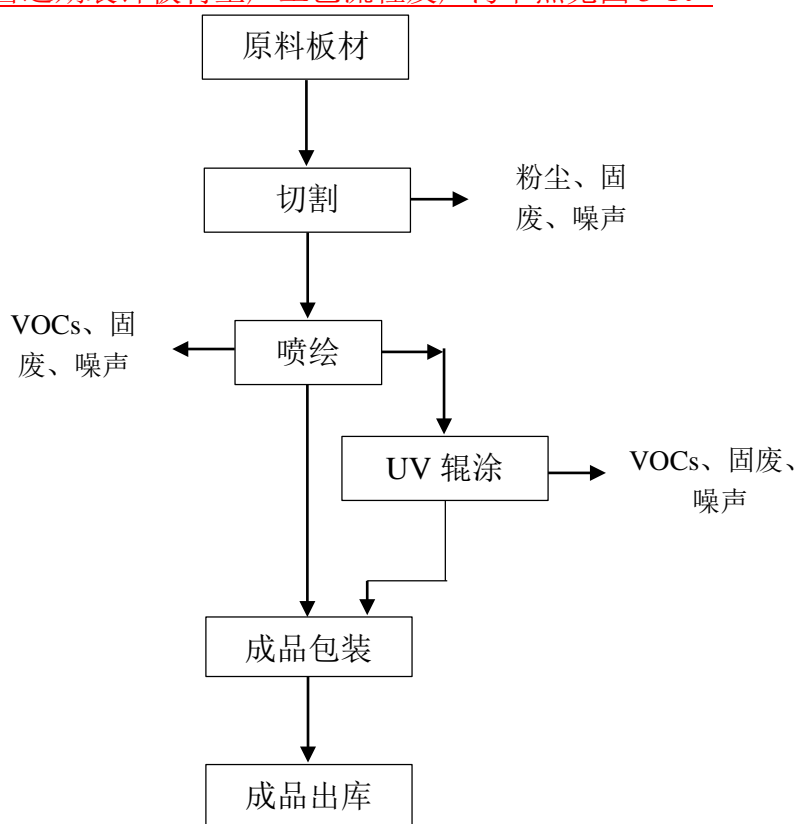 原料板材
切割
粉尘、固
废、噪声
VOCs、固
废、噪声
喷绘
UV 辊涂
VOCs、固废、
噪声
成品包装
成品出库